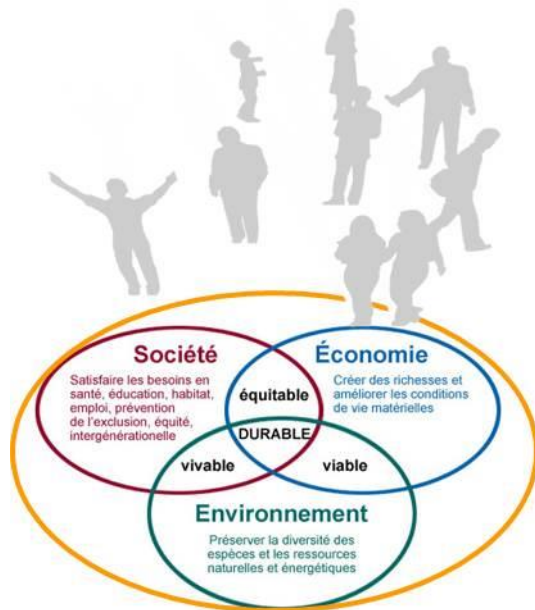 Société
Satisfaire les besoins en
santé, éducation, habitat,
emploi, prévention
de l'exclusion, équité,
intergénérationelle
Économie
Créer des richesses et
améliorer les conditions
de vie matérielles
équitable
DURABLE
vivable
viable
Environnement
Préserver la diversité des
espèces et les ressources
naturelles et énergétiques